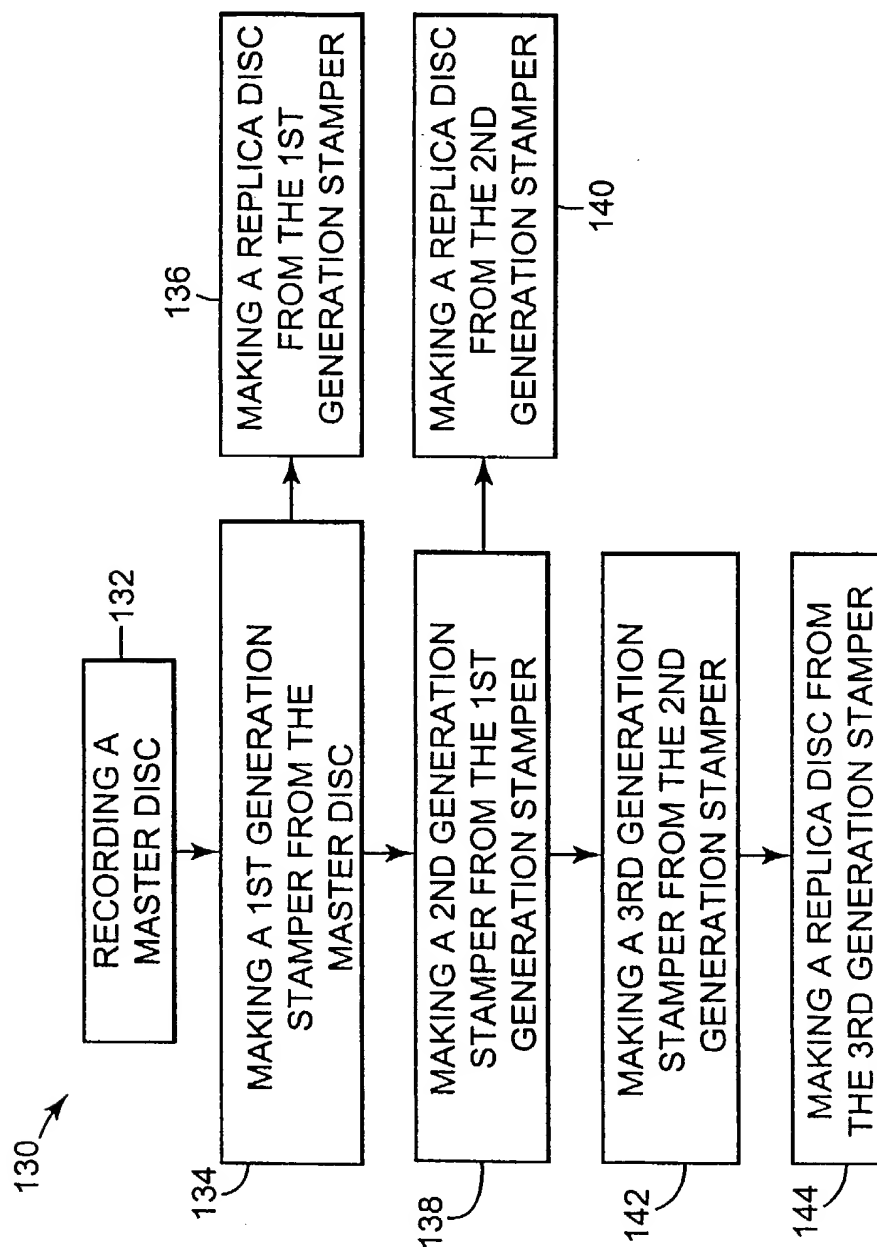 130
RECORDING A
MASTER DISC
132
134
MAKING A 1ST GENERATION
STAMPER FROM THE
MASTER DISC
136
MAKING A REPLICA DISC
FROM THE 1ST
GENERATION STAMPER
138
MAKING A 2ND GENERATION
STAMPER FROM THE 1ST
GENERATION STAMPER
MAKING A REPLICA DISC
FROM THE 2ND
GENERATION STAMPER
140
142
MAKING A 3RD GENERATION
STAMPER FROM THE 2ND
GENERATION STAMPER
144
MAKING A REPLICA DISC FROM
THE 3RD GENERATION STAMPER